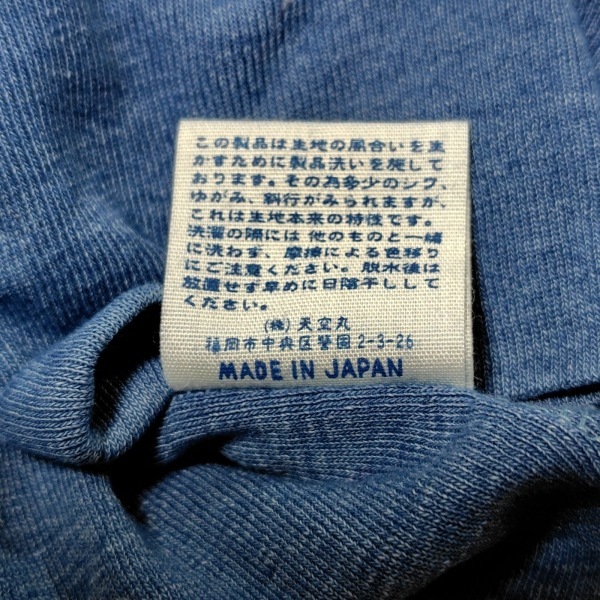 この製品は生地の風合いを生
かすために製品洗いを施して
おります。その為多少のシワ、
ゆがみ、斜行がみられますが、
これは生地本来の特性です。
洗濯の際には他のものと一緒
に洗わず、摩擦による色移り
にご注意ください。脱水後は
放置せず早めに日陰干しして
ください。
(株)天空丸
福岡市中央区警固2-3-26
MADE IN JAPAN